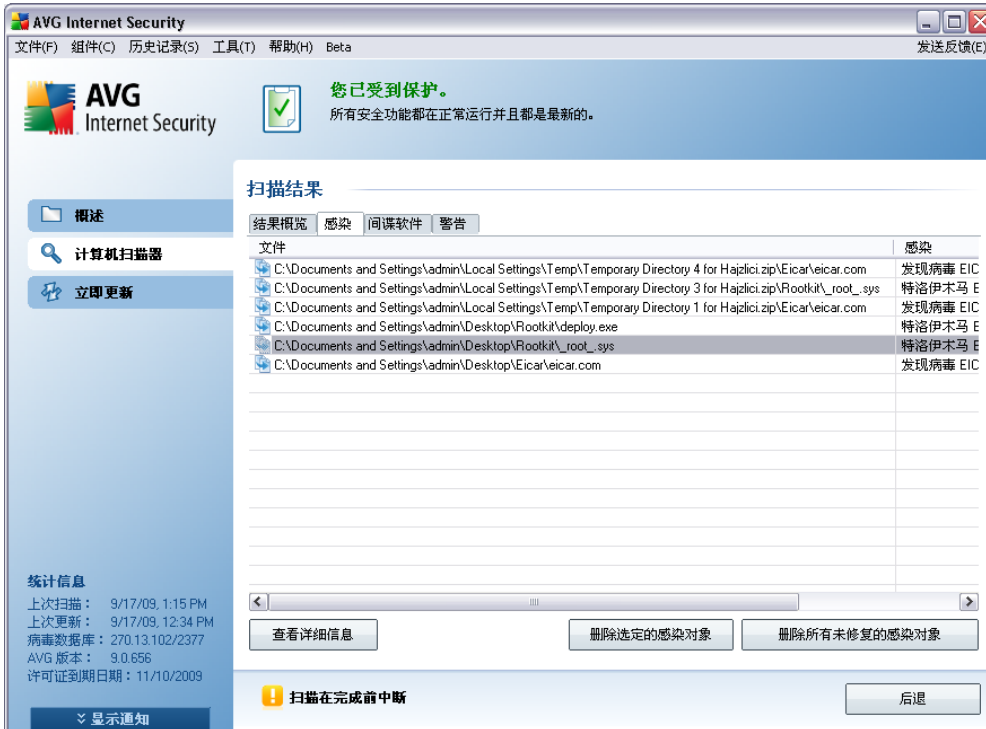 AVG Internet Security
文件(F) 组件(C) 历史记录(S) 工具(T) 帮助(H) Beta 发送反馈(E)
AVG
Internet Security
您已受到保护。
所有安全功能都在正常运行并且都是最新的。
概述
计算机扫描器
立即更新
扫描结果
结果概览 感染 间谍软件 警告
文件 感染
C:\Documents and Settings\admin\Local Settings\Temp\Temporary Directory 4 for Hajzlici.zip\Eicar\eicar.com 发现病毒 EIC
C:\Documents and Settings\admin\Local Settings\Temp\Temporary Directory 3 for Hajzlici.zip\Rootkit\_root_.sys 特洛伊木马 E
C:\Documents and Settings\admin\Local Settings\Temp\Temporary Directory 1 for Hajzlici.zip\Eicar\eicar.com 发现病毒 EIC
C:\Documents and Settings\admin\Desktop\Rootkit\deploy.exe 特洛伊木马 E
C:\Documents and Settings\admin\Desktop\Rootkit\_root_.sys 特洛伊木马 E
C:\Documents and Settings\admin\Desktop\Eicar\eicar.com 发现病毒 EIC
统计信息
上次扫描： 9/17/09, 1:15 PM
上次更新： 9/17/09, 12:34 PM
病毒数据库： 270.13.102/2377
AVG 版本： 9.0.656
许可证到期日期： 11/10/2009
显示通知
查看详细信息 删除选定的感染对象 删除所有未修复的感染对象
扫描在完成前中断 后退